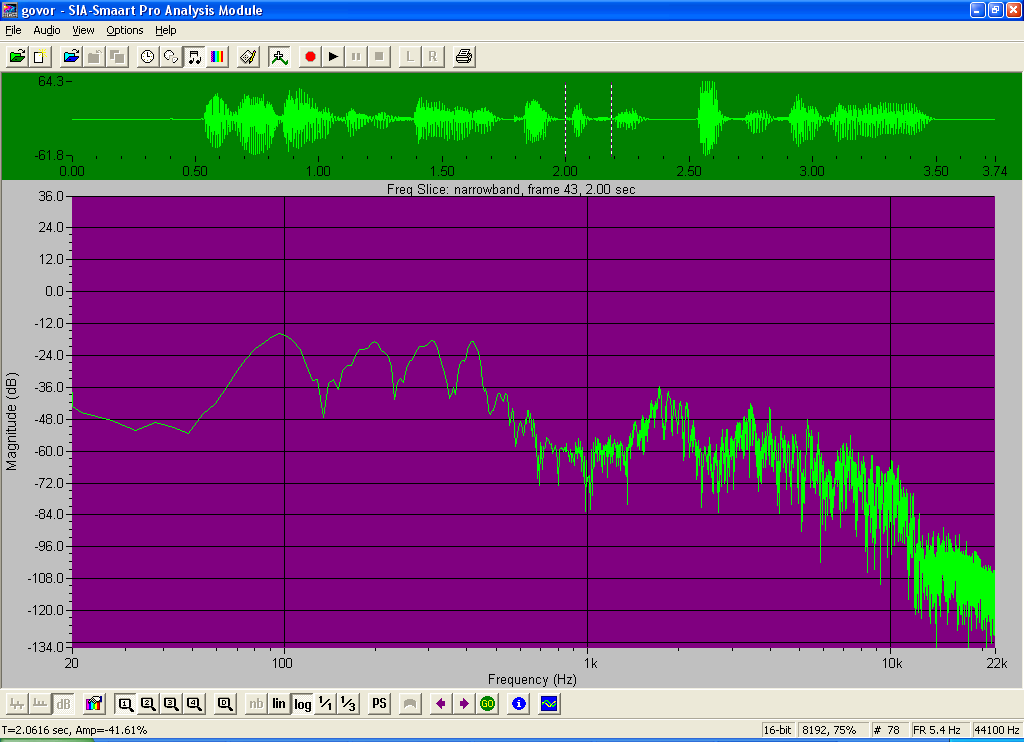 govor - SIA-Smaart Pro Analysis Module
File Audio View Options Help
L R
64.3
-61.8
0.00 0.50 1.00 1.50 2.00 2.50 3.00 3.50 3.74
Freq Slice: narrowband, frame 43, 2.00 sec
36.0
24.0
12.0
0.0
-12.0
-24.0
-36.0
-48.0
-60.0
-72.0
-84.0
-96.0
-108.0
-120.0
-134.0
Magnitude (dB)
20 100 1k 10k 22k
Frequency (Hz)
dB 1 2 3 4 0 nb lin log 1/1 1/3 PS GO i
T=2.0616 sec, Amp=-41.61% 16-bit 8192, 75% # 78 FR 5.4 Hz 44100 Hz